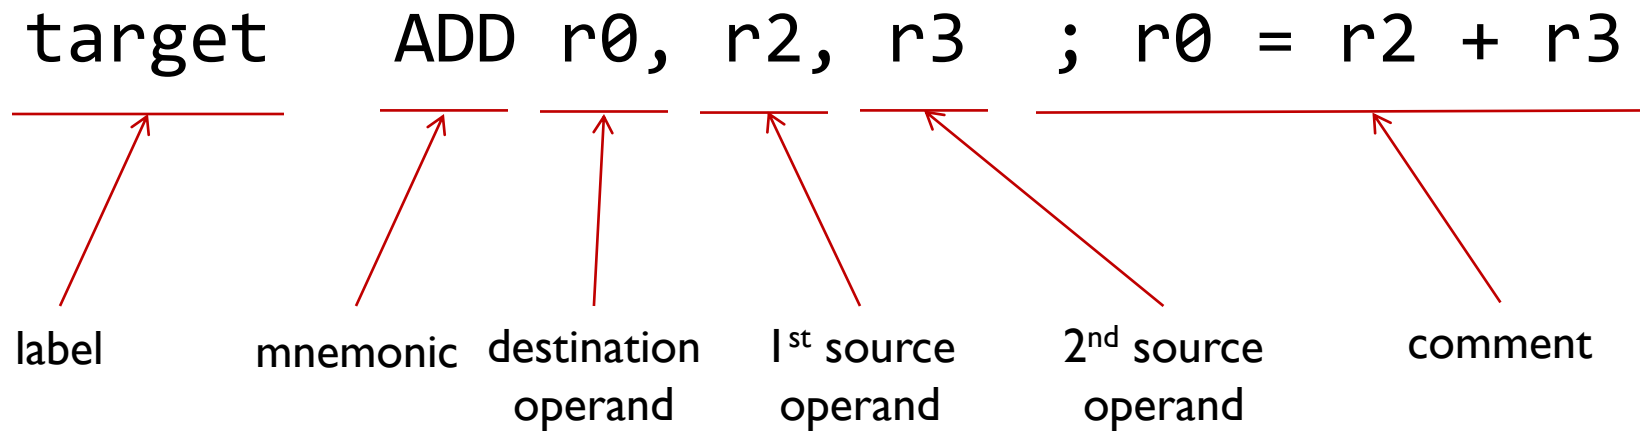 target ADD r0, r2, r3 ; r0 = r2 + r3
label mnemonic destination operand 1st source operand 2nd source operand comment